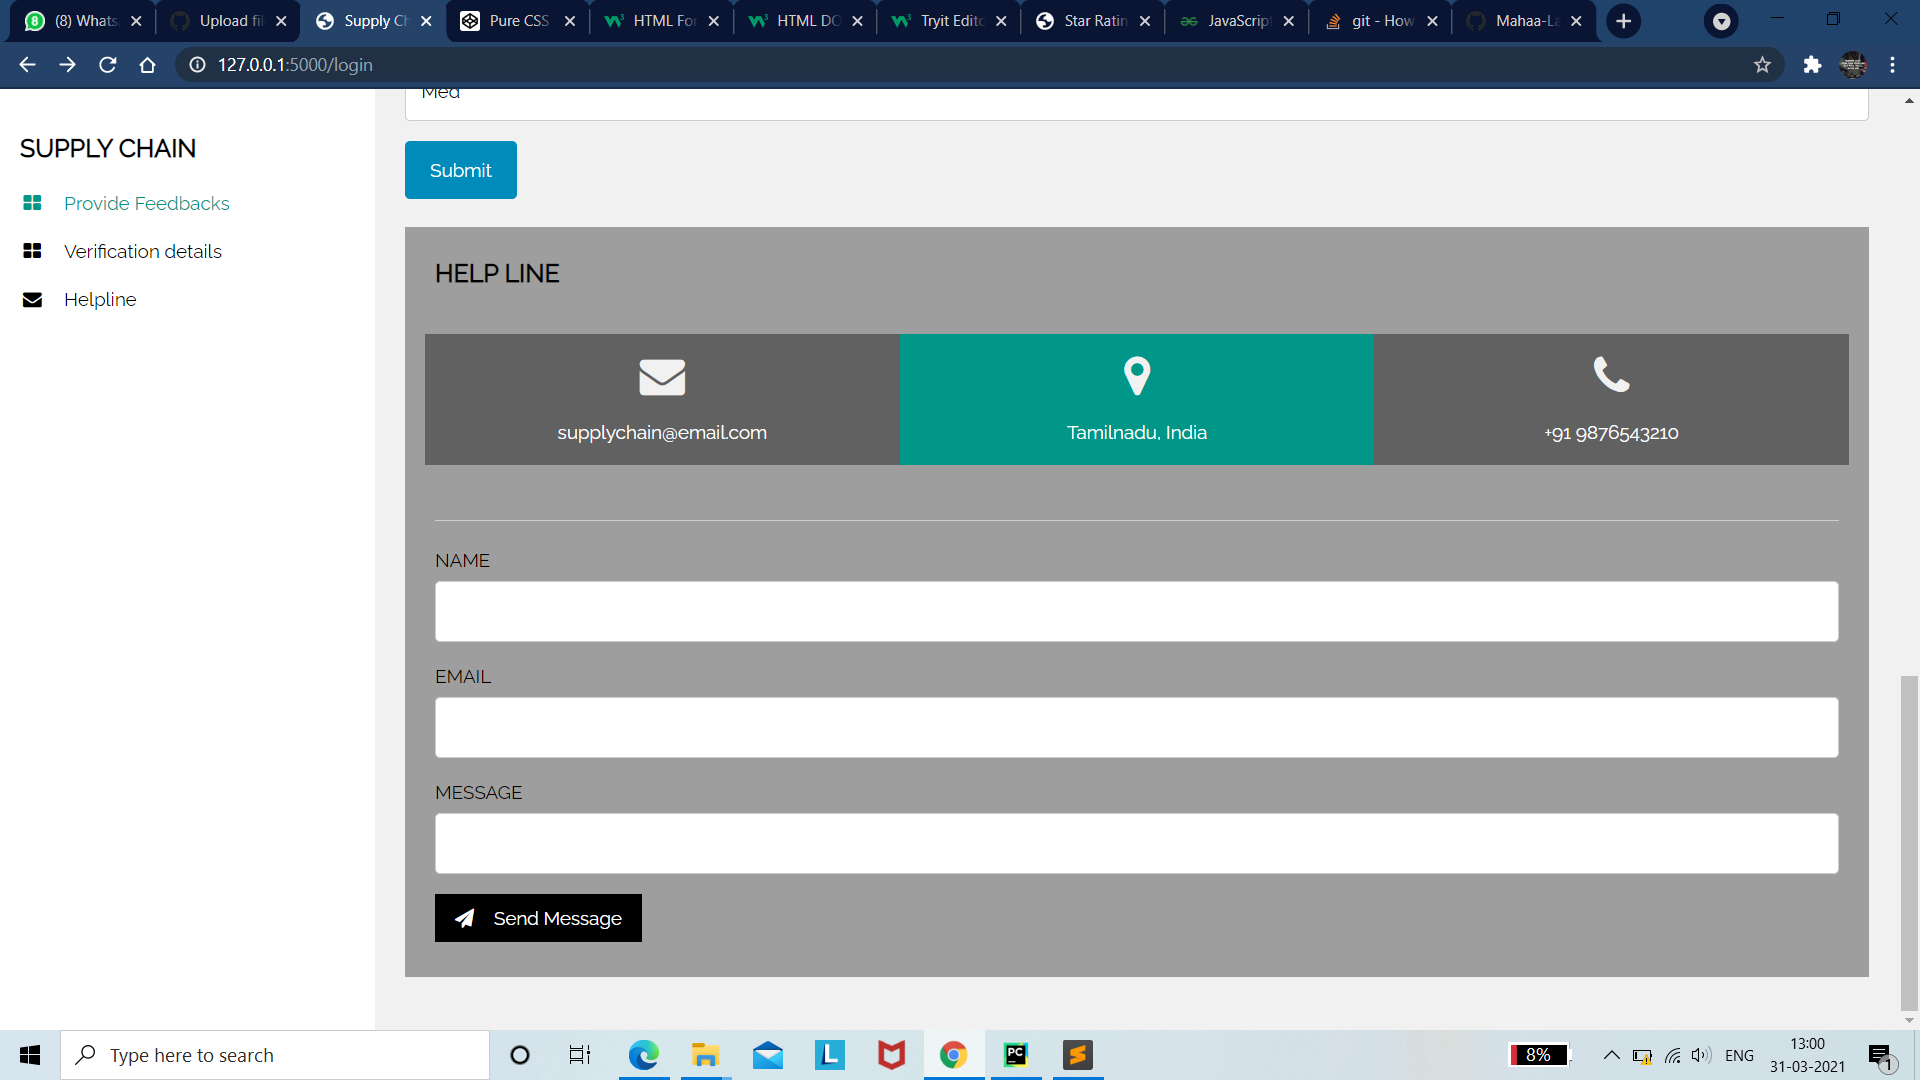 (8) Whats
Upload fil
Supply Ch
Pure CSS
HTML For
HTML DO
Tryit Edito
Star Ratin
JavaScript
git - How
Mahaa-La
127.0.0.1:5000/login
Med
SUPPLY CHAIN
Provide Feedbacks
Verification details
Helpline
Submit
HELP LINE
supplychain@email.com
Tamilnadu, India
+91 9876543210
NAME
EMAIL
MESSAGE
Send Message
Type here to search
L
PC
8%
ENG
13:00
31-03-2021
1